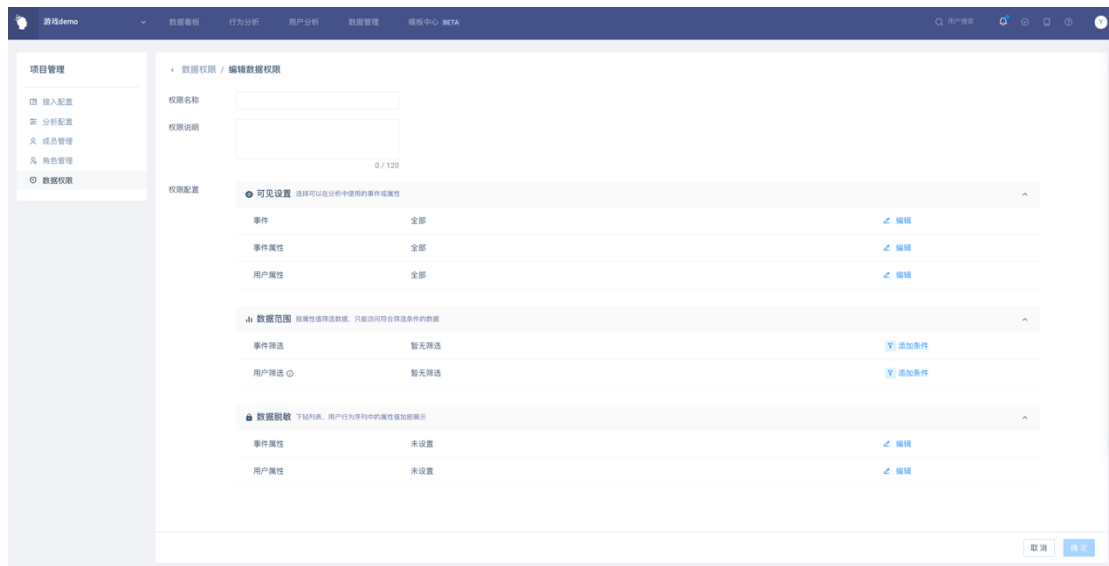 游戏demo 数据看板 行为分析 用户分析 数据管理 模板中心 BETA 用户搜索 Y
项目管理
接入配置
分析配置
成员管理
角色管理
数据权限
数据权限 / 编辑数据权限
权限名称
权限说明
0 / 120
权限配置
可见设置 选择可以在分析中使用的事件或属性
事件 全部 编辑
事件属性 全部 编辑
用户属性 全部 编辑
数据范围 按属性值筛选数据，只能访问符合筛选条件的数据
事件筛选 暂无筛选 添加条件
用户筛选 暂无筛选 添加条件
数据脱敏 下钻列表、用户行为序列中的属性值加密展示
事件属性 未设置 编辑
用户属性 未设置 编辑
取消 确定